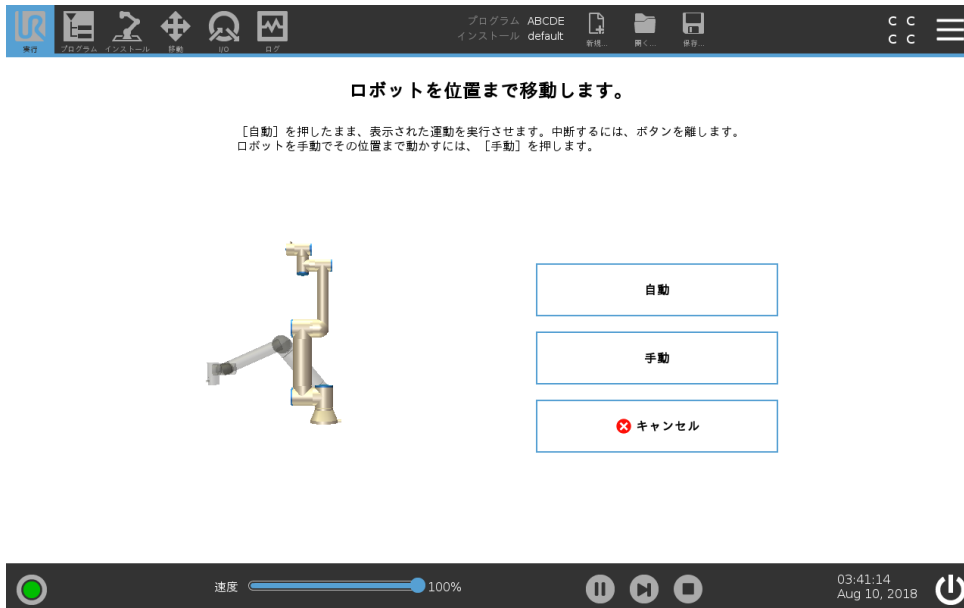 プログラム ABCDE
インストール default
C C
C C
実行 プログラム インストール 移動 I/O ログ
新規... 開く... 保存...
ロボットを位置まで移動します。
［自動］を押したまま、表示された運動を実行させます。中断するには、ボタンを離します。
ロボットを手動でその位置まで動かすには、［手動］を押します。
自動
手動
キャンセル
速度 100%
03:41:14
Aug 10, 2018